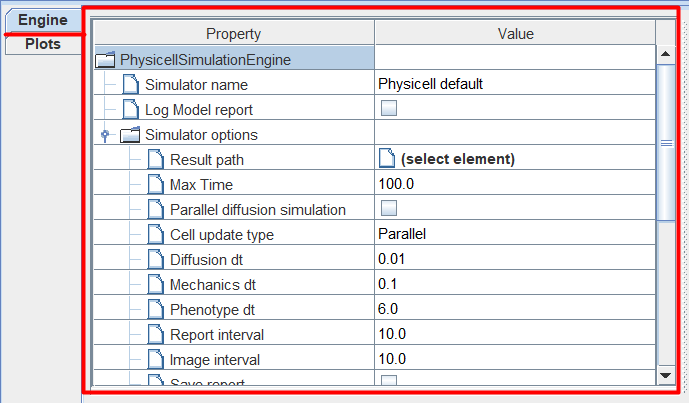 Engine
Plots
Property Value
PhysicellSimulationEngine
Simulator name Physicell default
Log Model report
Simulator options
Result path (select element)
Max Time 100.0
Parallel diffusion simulation
Cell update type Parallel
Diffusion dt 0.01
Mechanics dt 0.1
Phenotype dt 6.0
Report interval 10.0
Image interval 10.0
Save report